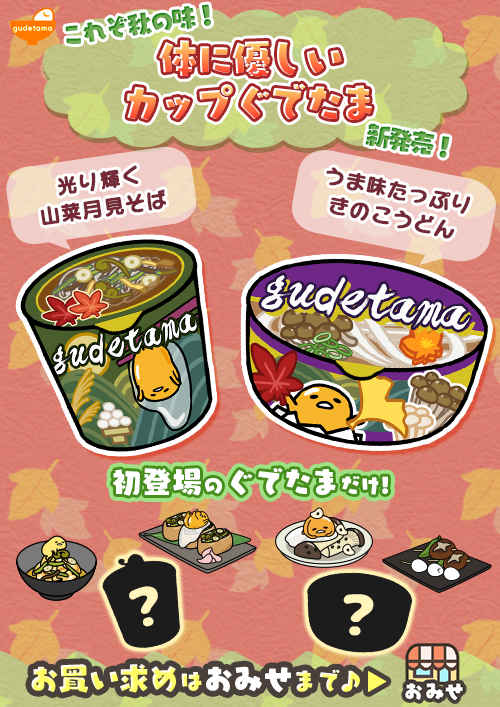 gudetama
これぞ秋の味！
体に優しい
カップぐでたま
新発売！
光り輝く
山菜月見そば
うま味たっぷり
きのこうどん
gudetama
gudetama
初登場のぐでたまだけ!
?
?
お買い求めはおみせまで♪▶
おみせ